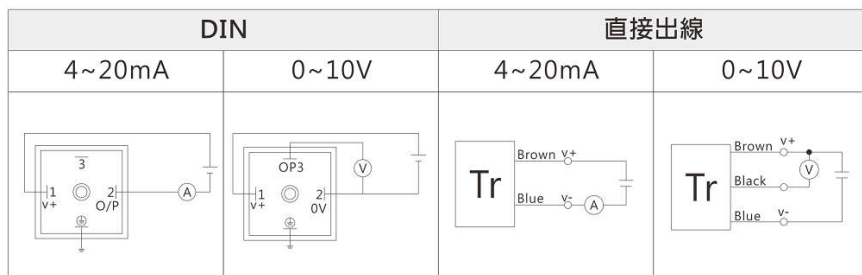 DIN
直接出線
4~20mA
0~10V
4~20mA
0~10V
3
1
2
v+
O/P
A
OP3
V
1
2
v+
0V
Tr
Brown v+
Blue v-
A
Tr
Brown v+
V
Black
Blue v-